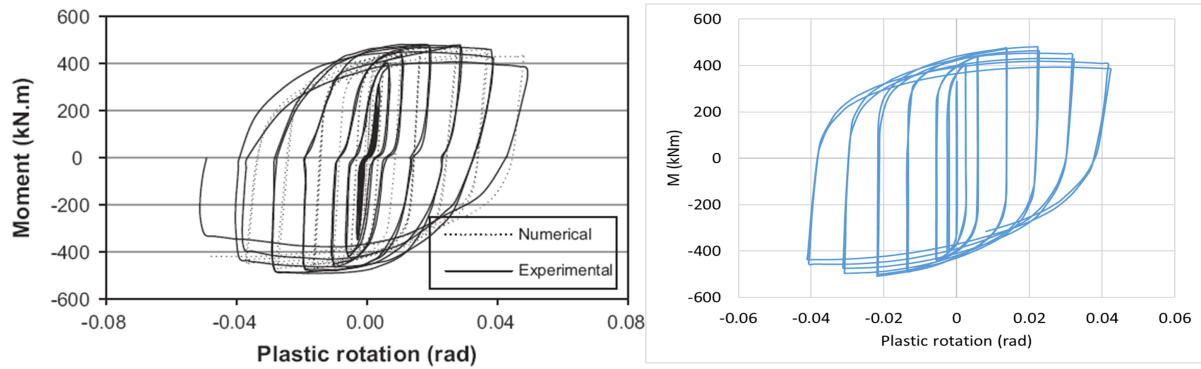 600
400
200
0
-200
-400
-600
Moment (kN.m)
Numerical
Experimental
-0.08 -0.04 0.00 0.04 0.08
Plastic rotation (rad)
600
400
200
0
-200
-400
-600
M (kNm)
-0.06 -0.04 -0.02 0 0.02 0.04 0.06
Plastic rotation (rad)